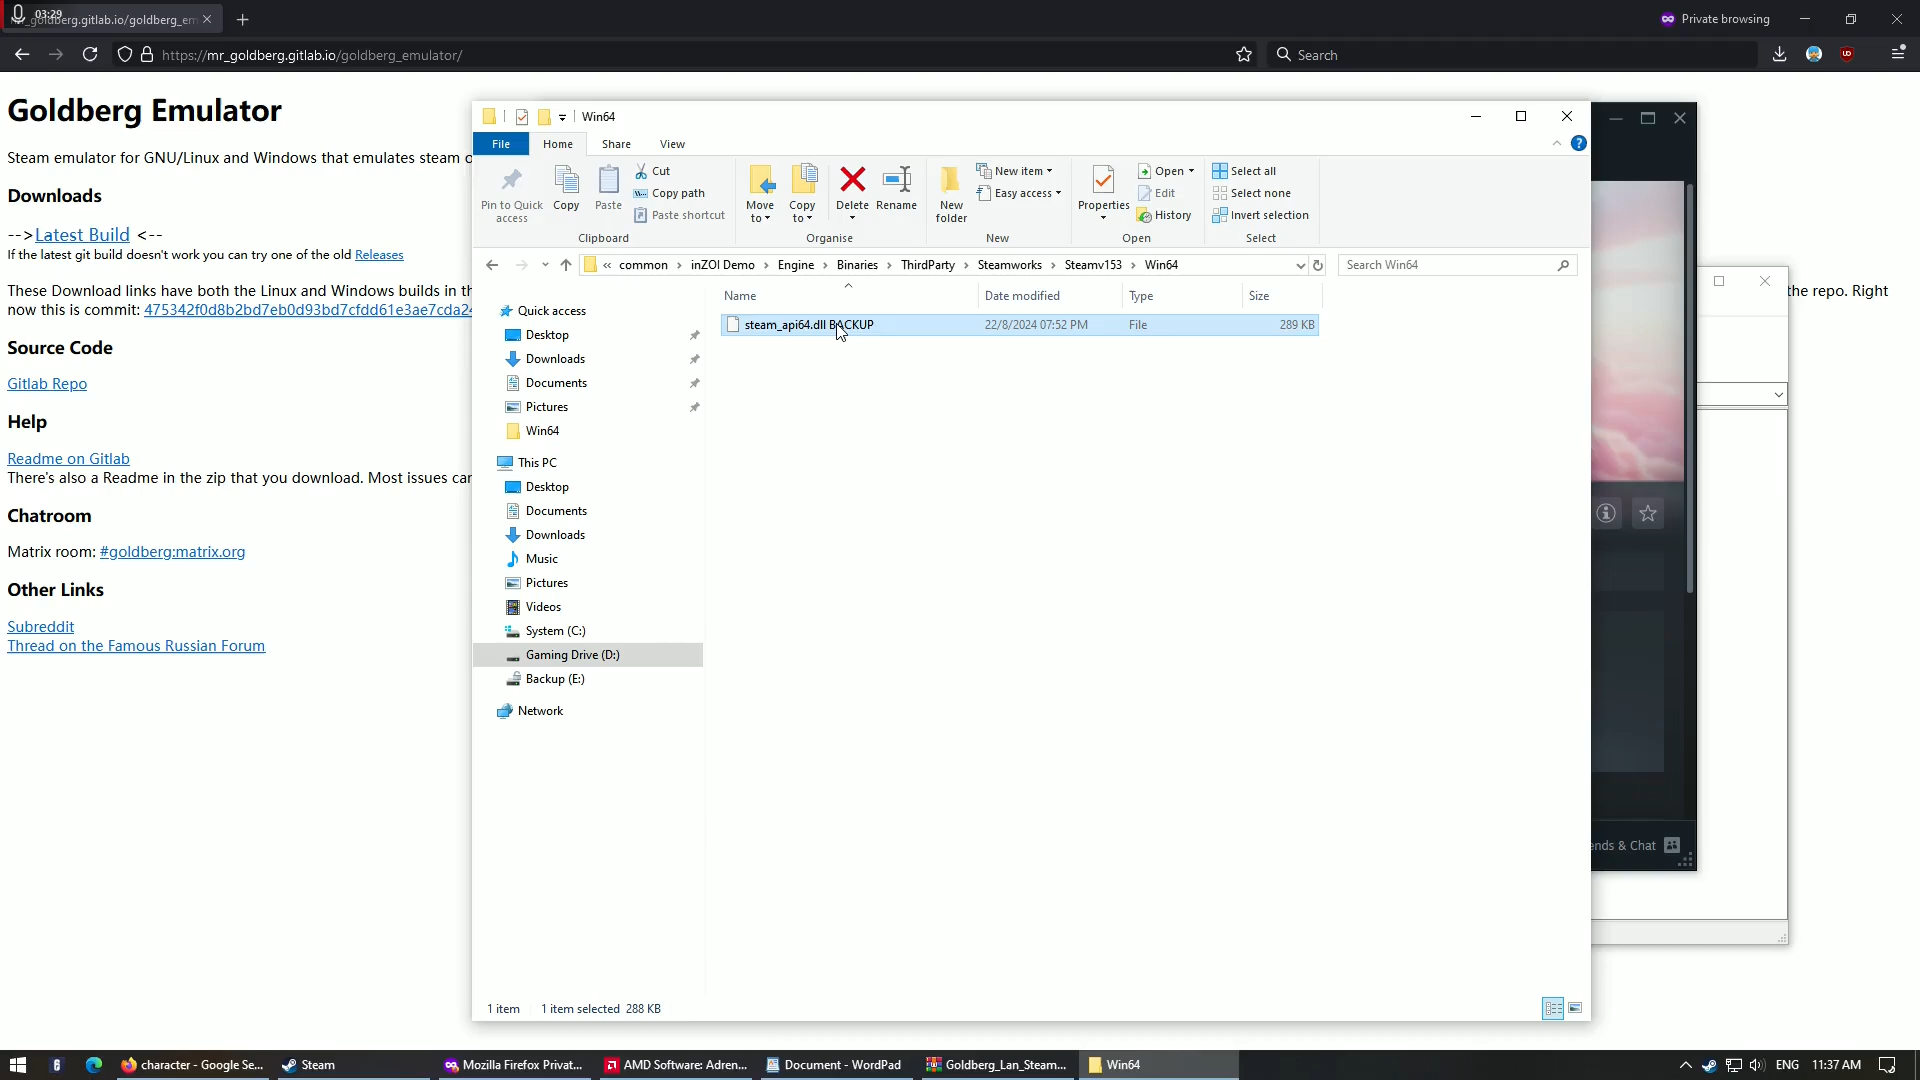 03:29
mr_goldberg.gitlab.io/goldberg_em
Private browsing
https://mr_goldberg.gitlab.io/goldberg_emulator/
Search
Goldberg Emulator
Steam emulator for GNU/Linux and Windows that emulates steam o
Downloads
-->Latest Build <--
If the latest git build doesn't work you can try one of the old Releases
These Download links have both the Linux and Windows builds in th
the repo. Right
now this is commit: 475342f0d8b2bd7eb0d93bd7cfdd61e3ae7cda24
Source Code
Gitlab Repo
Help
Readme on Gitlab
There's also a Readme in the zip that you download. Most issues car
Chatroom
Matrix room: #goldberg:matrix.org
Other Links
Subreddit
Thread on the Famous Russian Forum
Win64
File
Home
Share
View
Pin to Quick access
Copy
Paste
Cut
Copy path
Paste shortcut
Clipboard
Move to
Copy to
Delete
Rename
Organise
New folder
New item
Easy access
New
Properties
Open
Edit
History
Open
Select all
Select none
Invert selection
Select
« common > inZOI Demo > Engine > Binaries > ThirdParty > Steamworks > Steamv153 > Win64
Search Win64
Quick access
Desktop
Downloads
Documents
Pictures
Win64
This PC
Desktop
Documents
Downloads
Music
Pictures
Videos
System (C:)
Gaming Drive (D:)
Backup (E:)
Network
Name Date modified Type Size
steam_api64.dll BACKUP 22/8/2024 07:52 PM File 289 KB
1 item 1 item selected 288 KB
ends & Chat
character - Google Se...
Steam
Mozilla Firefox Privat...
AMD Software: Adren...
Document - WordPad
Goldberg_Lan_Steam...
Win64
ENG
11:37 AM